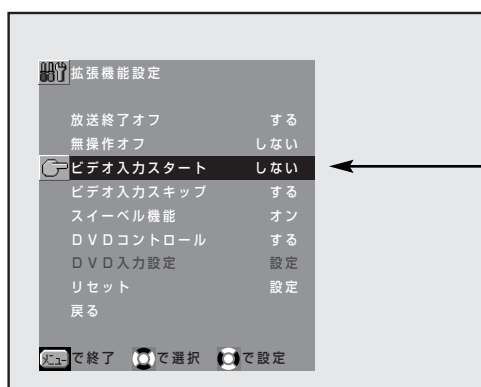 拡張機能設定
放送終了オフ する
無操作オフ しない
ビデオ入力スタート しない
ビデオ入力スキップ する
スイーベル機能 オン
ＤＶＤコントロール する
ＤＶＤ入力設定 設定
リセット 設定
戻る
メニューで終了 で選択 で設定